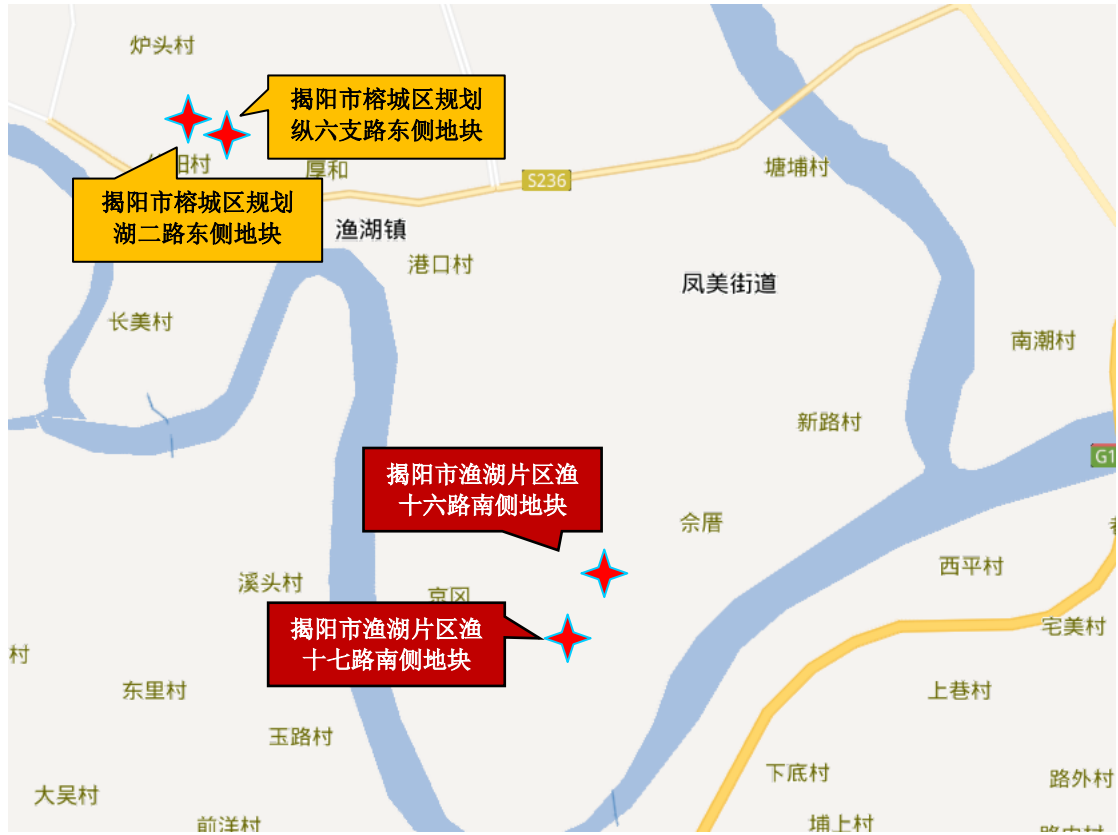 炉头村
揭阳市榕城区规划
纵六支路东侧地块
阳村
厚和
S236
塘埔村
揭阳市榕城区规划
湖二路东侧地块
渔湖镇
港口村
凤美街道
长美村
南潮村
新路村
G1
揭阳市渔湖片区渔
十六路南侧地块
佘厝
西平村
溪头村
京冈
揭阳市渔湖片区渔
十七路南侧地块
宅美村
村
东里村
上巷村
玉路村
下底村
路外村
大吴村
前洋村
埔上村